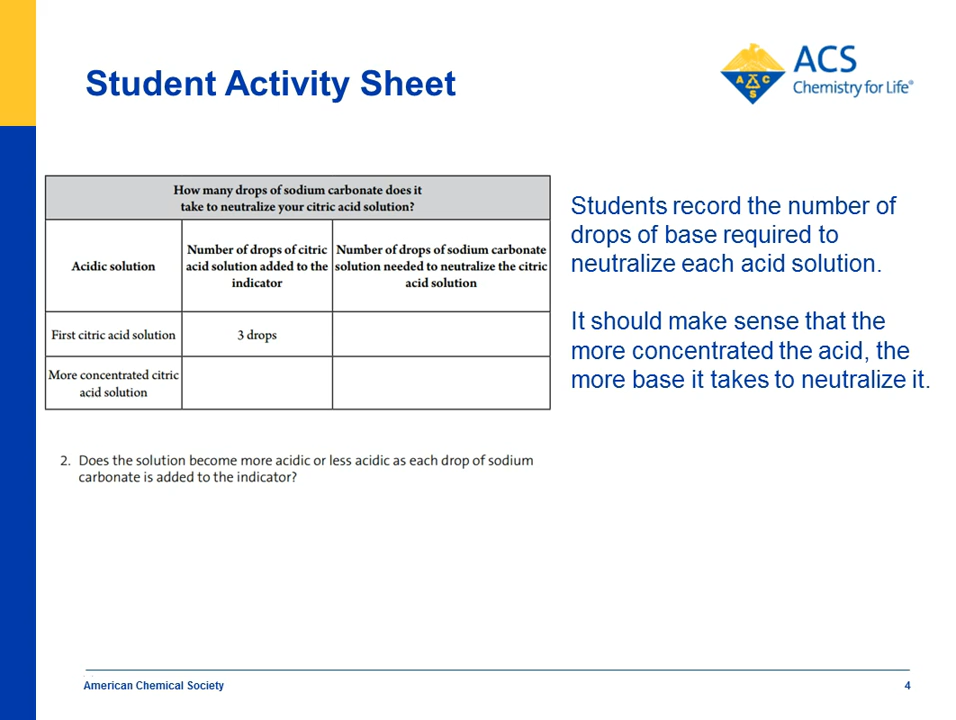 Student Activity Sheet
ACS
Chemistry for Life®
A C S
How many drops of sodium carbonate does it
take to neutralize your citric acid solution?
Acidic solution
Number of drops of citric
acid solution added to the
indicator
Number of drops of sodium carbonate
solution needed to neutralize the citric
acid solution
First citric acid solution
3 drops
More concentrated citric
acid solution
Students record the number of
drops of base required to
neutralize each acid solution.
It should make sense that the
more concentrated the acid, the
more base it takes to neutralize it.
2. Does the solution become more acidic or less acidic as each drop of sodium
carbonate is added to the indicator?
American Chemical Society
4